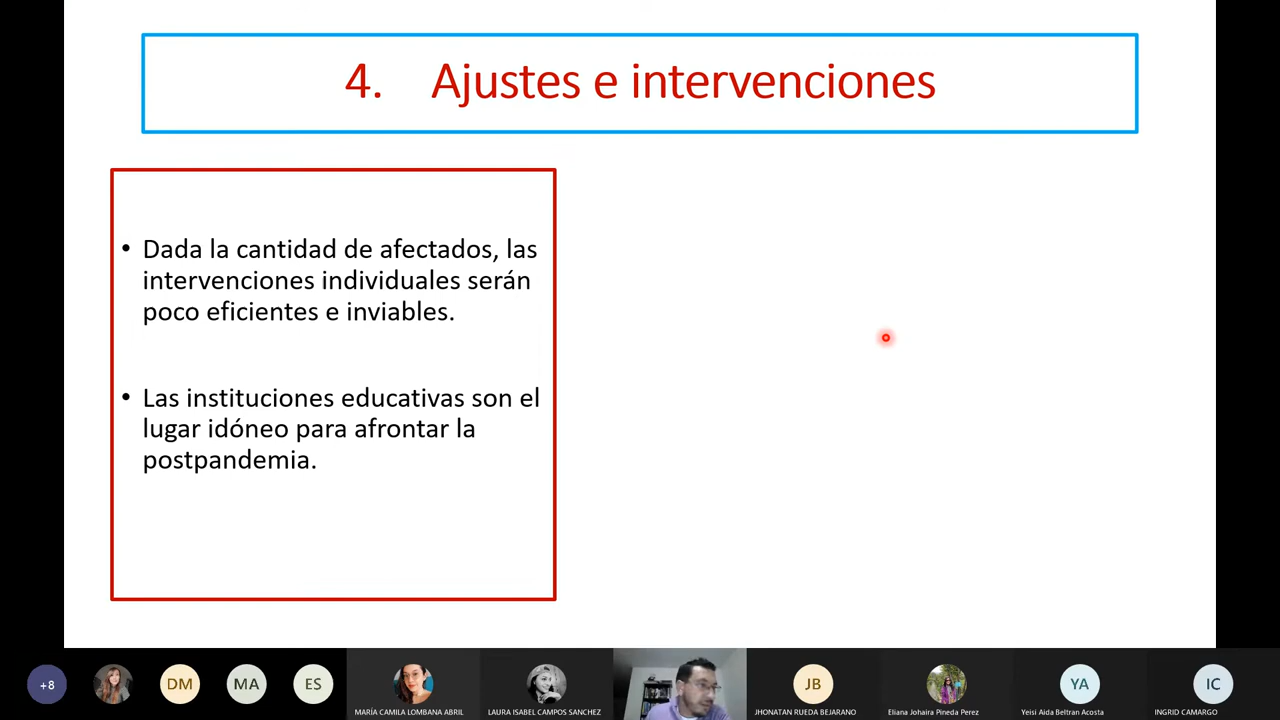 4. Ajustes e intervenciones
• Dada la cantidad de afectados, las
intervenciones individuales serán
poco eficientes e inviables.
• Las instituciones educativas son el
lugar idóneo para afrontar la
postpandemia.
+8
DM
MA
ES
JB
YA
IC
MARÍA CAMILA LOMBANA ABRIL
LAURA ISABEL CAMPOS SANCHEZ
JHONATAN RUEDA BEJARANO
Eliana Johaira Pineda Perez
Yeisi Aida Beltran Acosta
INGRID CAMARGO